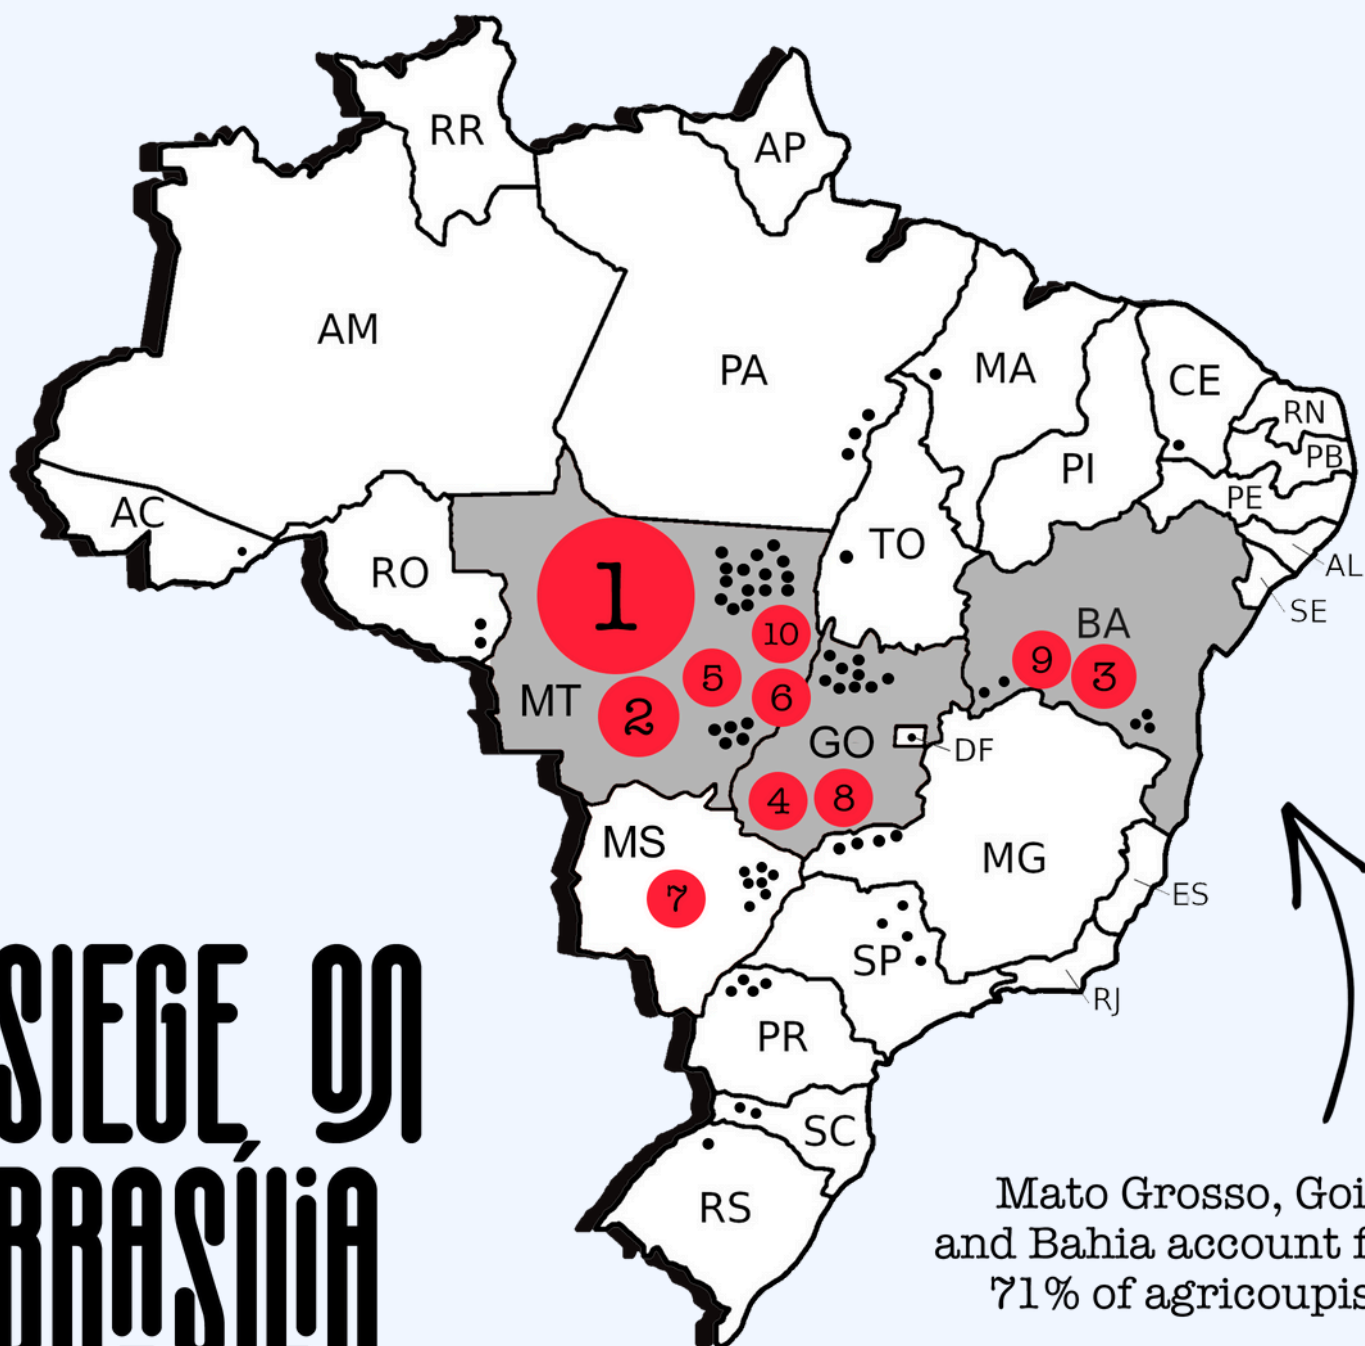 RR
AP
AM
PA
MA
CE
RN
PB
PI
PE
AC
TO
RO
AL
SE
1
BA
10
9
3
5
6
MT
2
GO
DF
4
8
MS
MG
7
ES
SP
RJ
SIEGE ON
PR
SC
BRASÍLIA
RS
Mato Grosso, Goi
and Bahia account f
71% of agricoupis